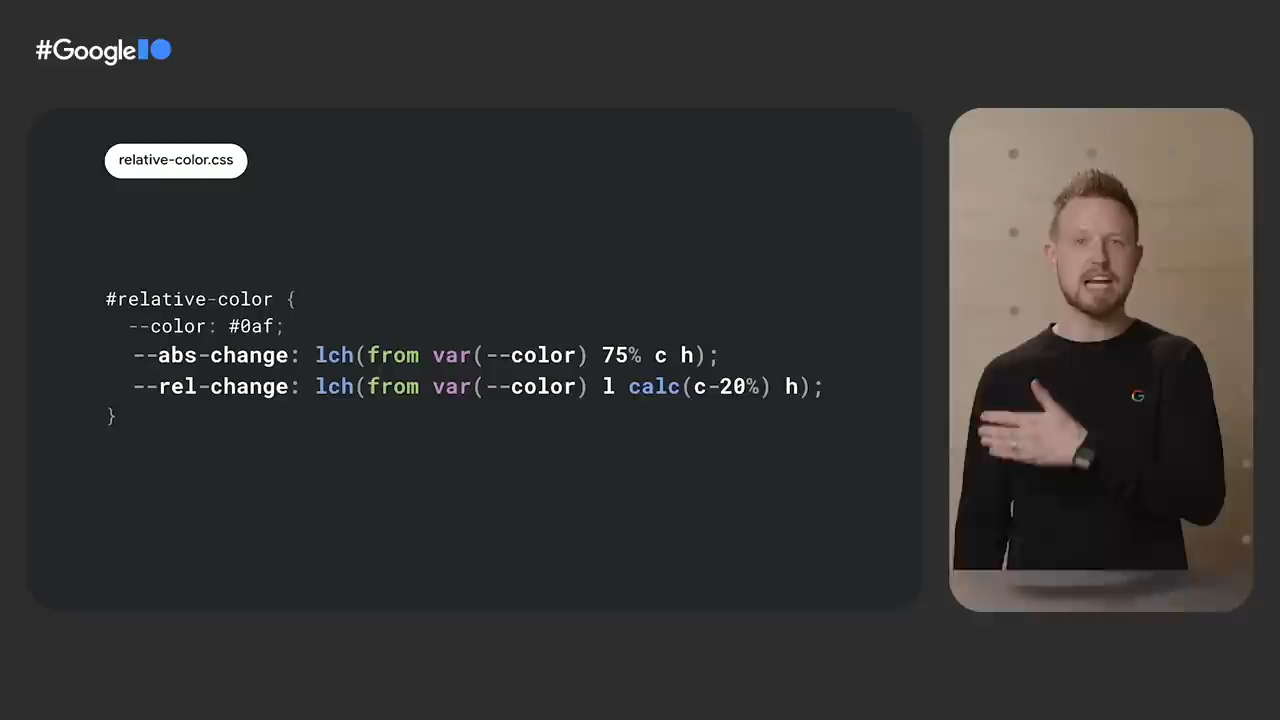 #GoogleIO
relative-color.css
#relative-color {
--color: #0af;
--abs-change: lch(from var(--color) 75% c h);
--rel-change: lch(from var(--color) l calc(c-20%) h);
}
G